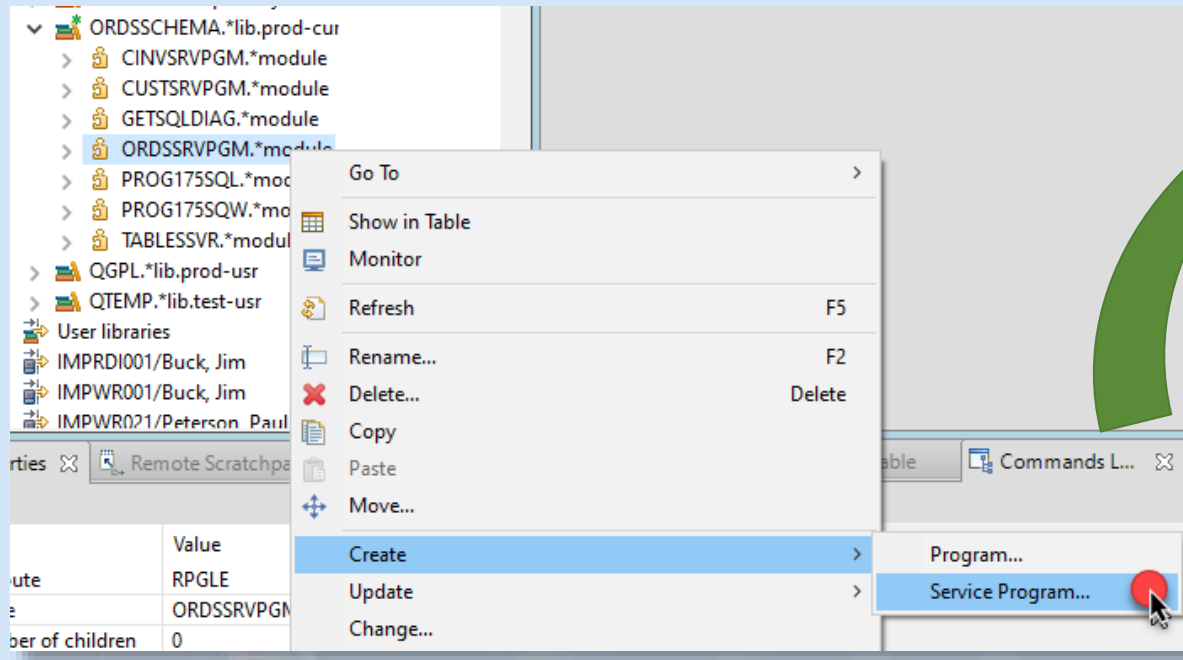 ORDSSCHEMA.*lib.prod-cur
CINVSRVPGM.*module
CUSTSRVPGM.*module
GETSQLDIAG.*module
ORDSSRVPGM.*module
PROG175SQL.*mod
PROG175SQW.*mo
TABLESSVR.*modul
QGPL.*lib.prod-usr
QTEMP.*lib.test-usr
User libraries
IMPRDI001/Buck, Jim
IMPWR001/Buck, Jim
IMPWR021/Peterson, Paul
Go To
Show in Table
Monitor
Refresh F5
Rename... F2
Delete... Delete
Copy
Paste
Move...
Create
Update
Change...
Program...
Service Program...
rties Remote Scratchpa
able Commands L...
Value
ute RPGLE
e ORDSSRVPGM
ber of children 0